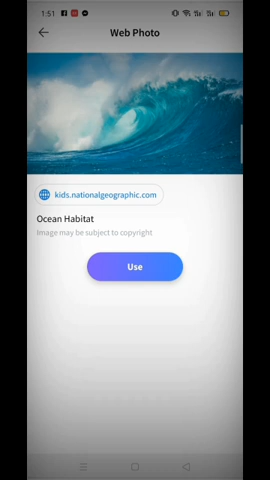 1:51
Web Photo
kids.nationalgeographic.com
Ocean Habitat
Image may be subject to copyright
Use